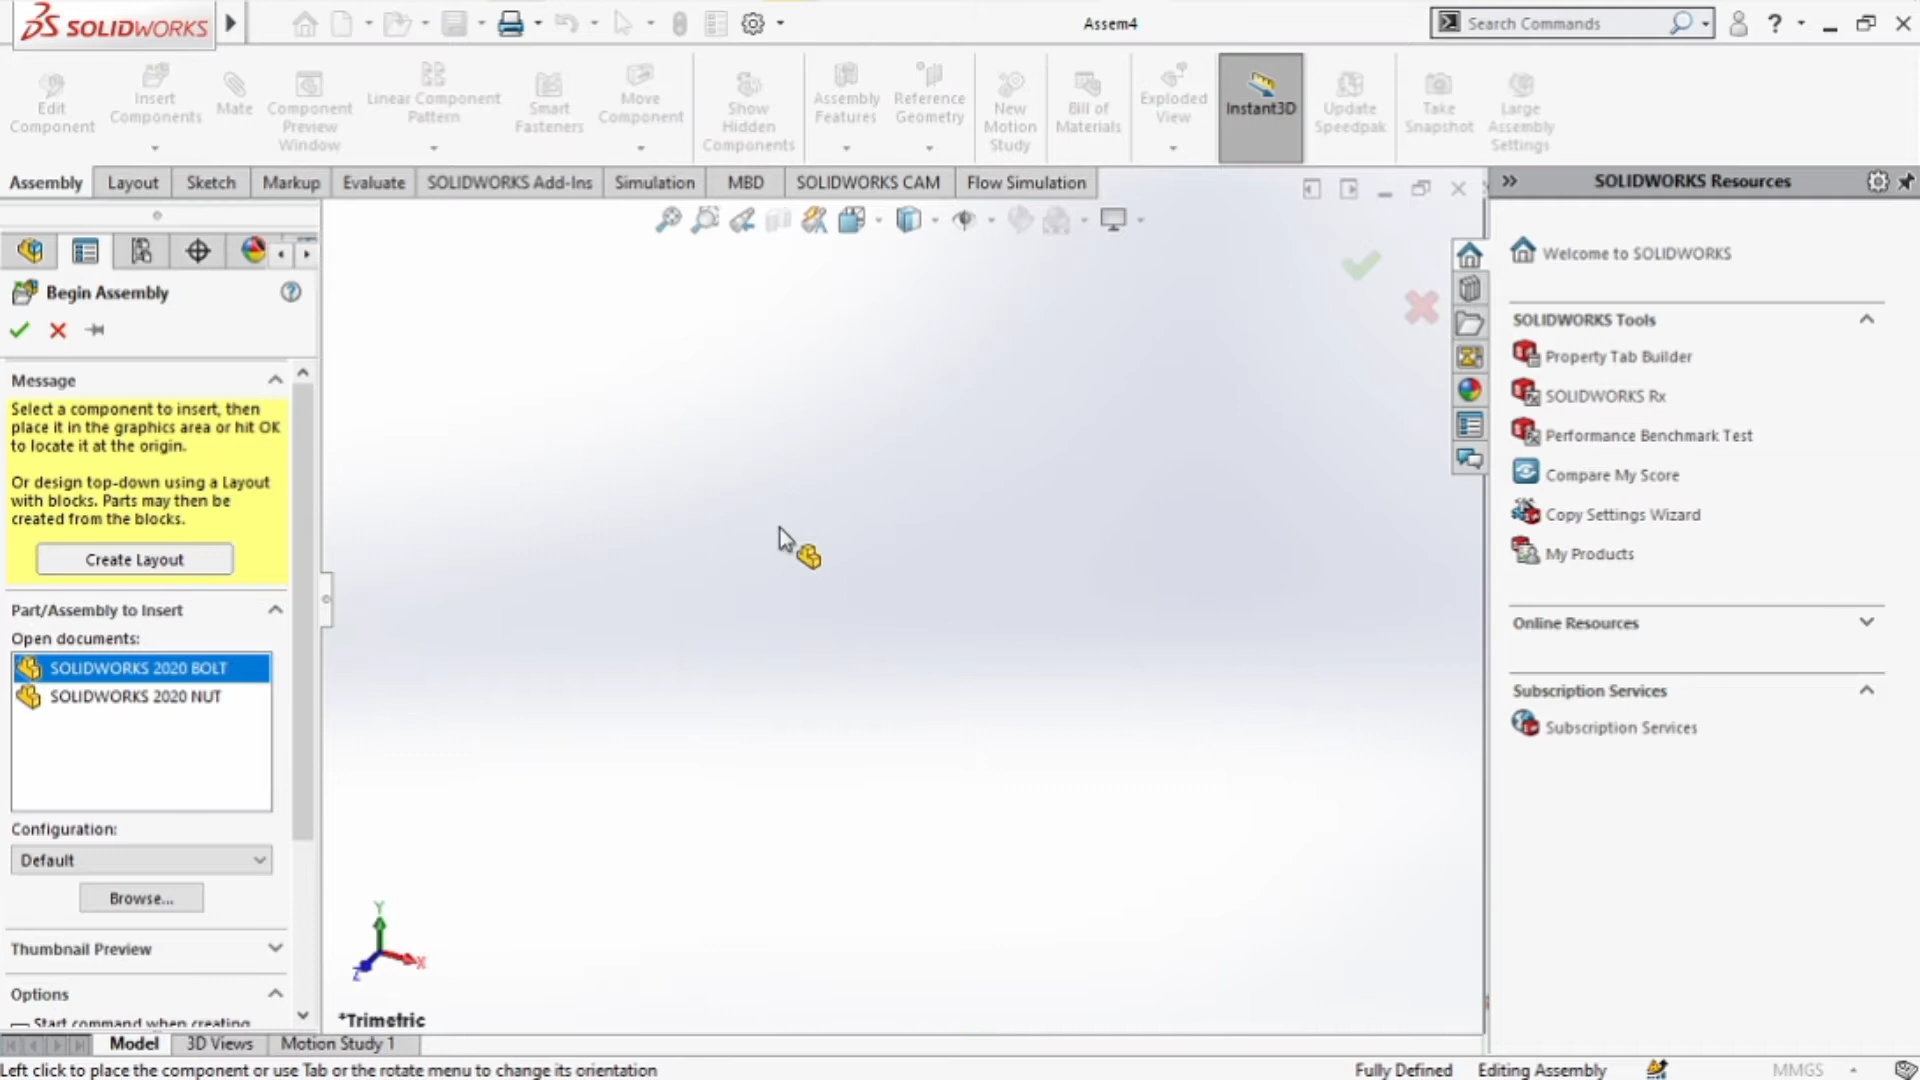 SOLIDWORKS
Assem4
Search Commands
Edit
Component
Insert
Components
Mate
Component
Preview
Window
Linear Component
Pattern
Smart
Fasteners
Move
Component
Show
Hidden
Components
Assembly
Features
Reference
Geometry
New
Motion
Study
Bill of
Materials
Exploded
View
Instant3D
Update
Speedpak
Take
Snapshot
Large
Assembly
Settings
Assembly
Layout
Sketch
Markup
Evaluate
SOLIDWORKS Add-Ins
Simulation
MBD
SOLIDWORKS CAM
Flow Simulation
SOLIDWORKS Resources
Begin Assembly
Message
Select a component to insert, then
place it in the graphics area or hit OK
to locate it at the origin.
Or design top-down using a Layout
with blocks. Parts may then be
created from the blocks.
Create Layout
Part/Assembly to Insert
Open documents:
SOLIDWORKS 2020 BOLT
SOLIDWORKS 2020 NUT
Configuration:
Default
Browse...
Thumbnail Preview
Options
Start command when creating
Y
X
Z
*Trimetric
Welcome to SOLIDWORKS
SOLIDWORKS Tools
Property Tab Builder
SOLIDWORKS Rx
Performance Benchmark Test
Compare My Score
Copy Settings Wizard
My Products
Online Resources
Subscription Services
Subscription Services
Model
3D Views
Motion Study 1
Left click to place the component or use Tab or the rotate menu to change its orientation
Fully Defined
Editing Assembly
MMGS